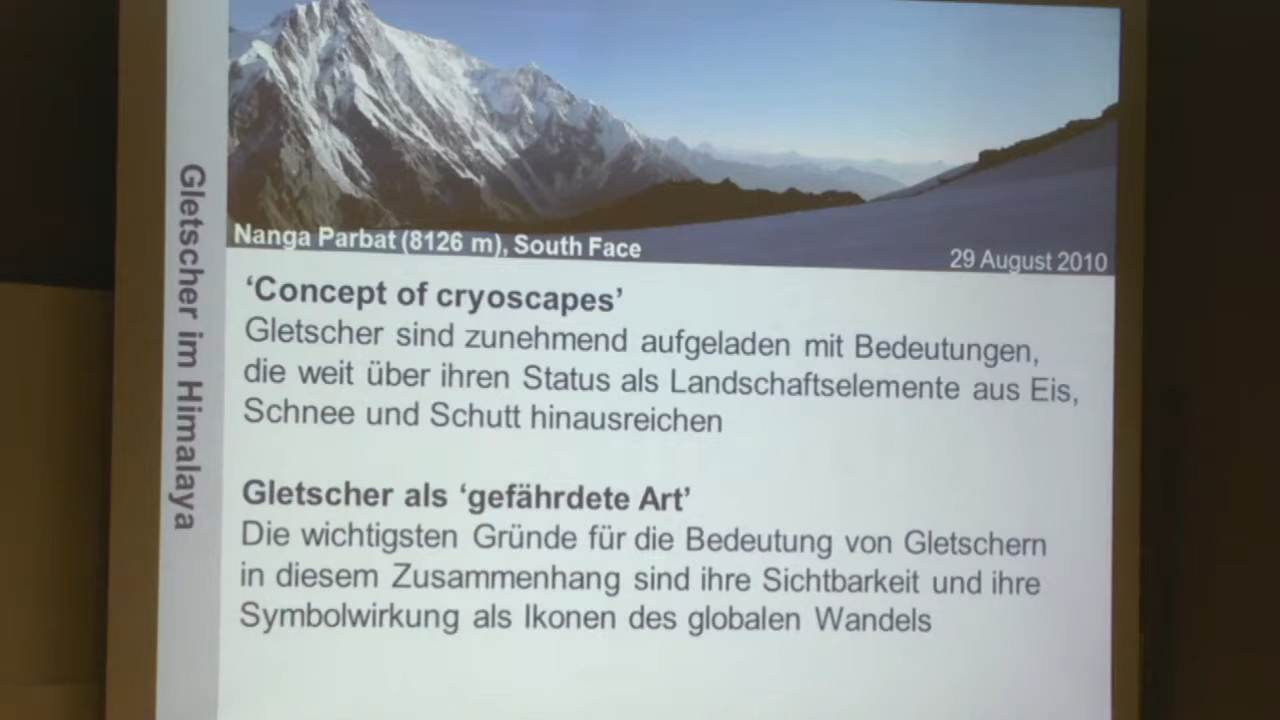 Gletscher im Himalaya
Nanga Parbat (8126 m), South Face
29 August 2010
‘Concept of cryoscapes’
Gletscher sind zunehmend aufgeladen mit Bedeutungen,
die weit über ihren Status als Landschaftselemente aus Eis,
Schnee und Schutt hinausreichen
Gletscher als ‘gefährdete Art’
Die wichtigsten Gründe für die Bedeutung von Gletschern
in diesem Zusammenhang sind ihre Sichtbarkeit und ihre
Symbolwirkung als Ikonen des globalen Wandels